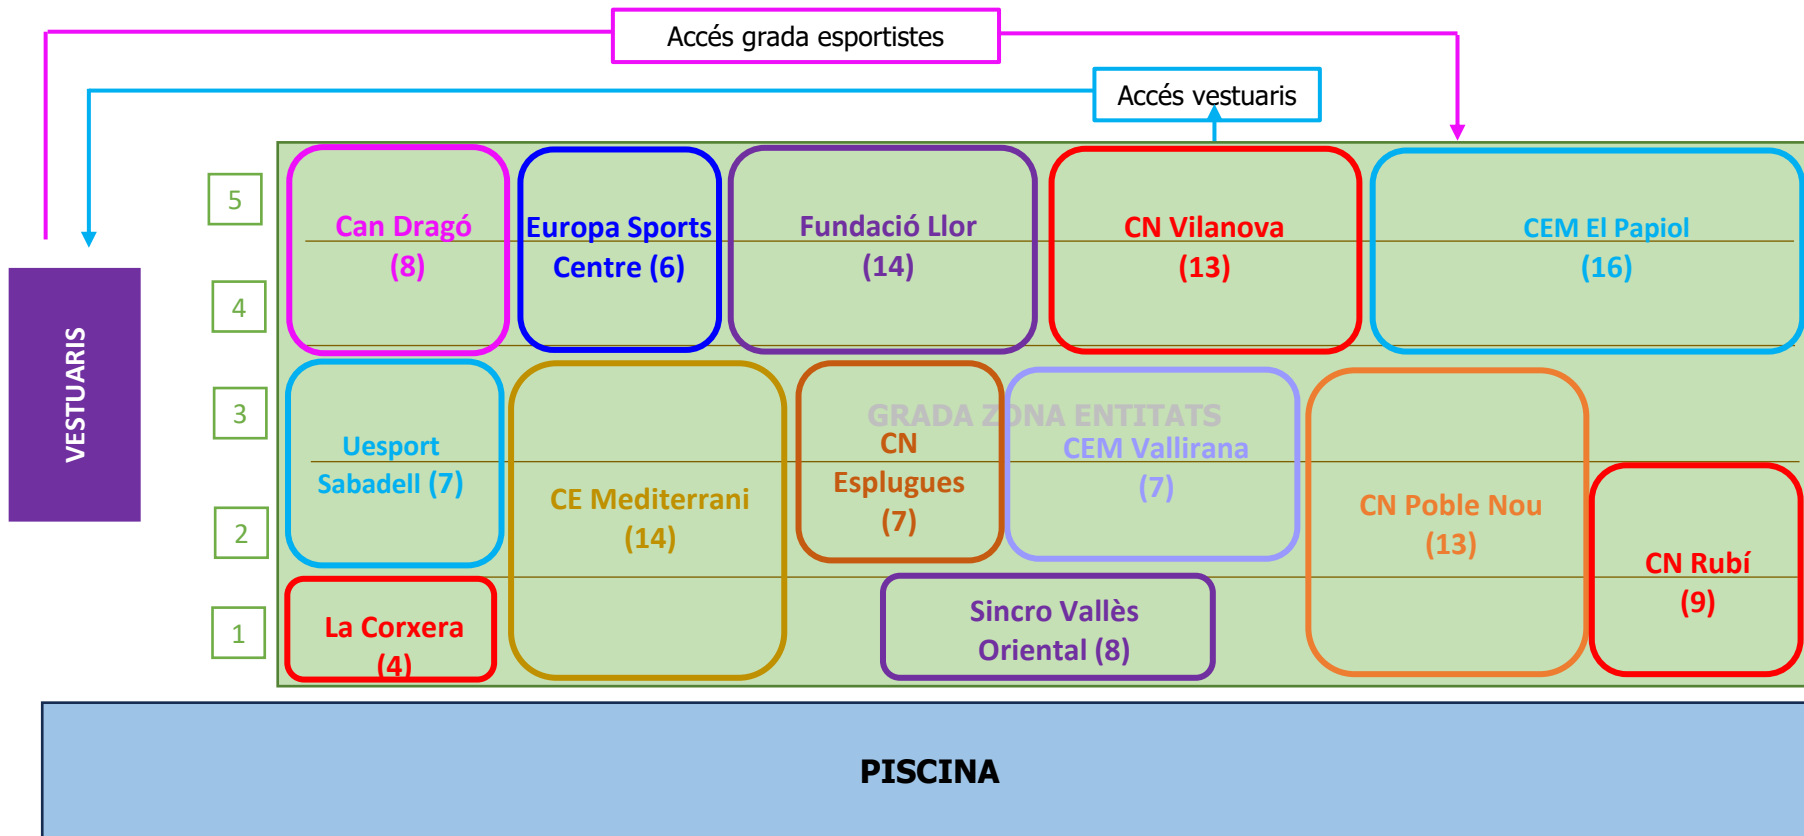 Accés grada esportistes
Accés vestuaris
5
4
3
2
1
VESTUARIS
Can Dragó
(8)
Europa Sports
Centre (6)
Fundació Llor
(14)
CN Vilanova
(13)
CEM El Papiol
(16)
GRADA ZONA ENTITATS
Uesport
Sabadell (7)
CE Mediterrani
(14)
CN
Esplugues
(7)
CEM Vallirana
(7)
CN Poble Nou
(13)
CN Rubí
(9)
La Corxera
(4)
Sincro Vallès
Oriental (8)
PISCINA